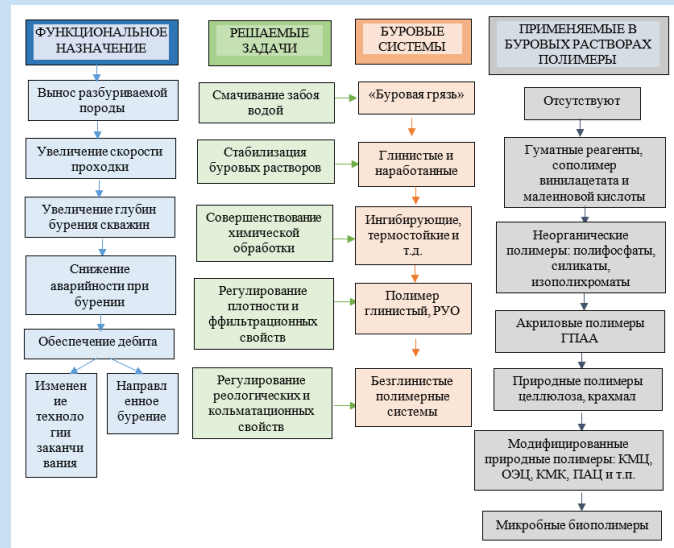 ФУНКЦИОНАЛЬНОЕ
НАЗНАЧЕНИЕ
Вынос разбуриваемой
породы
Увеличение скорости
проходки
Увеличение глубин
бурения скважин
Снижение
аварийности при
бурении
Обеспечение дебита
Изменен
ие
техноло
гии
заканчи
вания
Направл
енное
бурение
РЕШАЕМЫЕ
ЗАДАЧИ
Смачивание забоя
водой
Стабилизация
буровых растворов
Совершенствование
химической
обработки
Регулирование
плотности и
ффильтрационных
свойств
Регулирование
реологических и
кольматационных
свойств
БУРОВЫЕ
СИСТЕМЫ
«Буровая грязь»
Глинистые и
наработанные
Ингибирующие,
термостойкие и
т.д.
Полимер
глинистый, РУО
Безглинистые
полимерные
системы
ПРИМЕНЯЕМЫЕ В
БУРОВЫХ РАСТВОРАХ
ПОЛИМЕРЫ
Отсутствуют
Гуматные реагенты,
сополимер
винилацетата и
малеиновой кислоты
Неорганические
полимеры: полифосфаты,
силикаты,
изополихроматы
Акриловые полимеры
ГПАА
Природные полимеры
целлюлоза, крахмал
Модифицированные
природные полимеры: КМЦ,
ОЭЦ, КМК, ПАЦ и т.п.
Микробные биополимеры